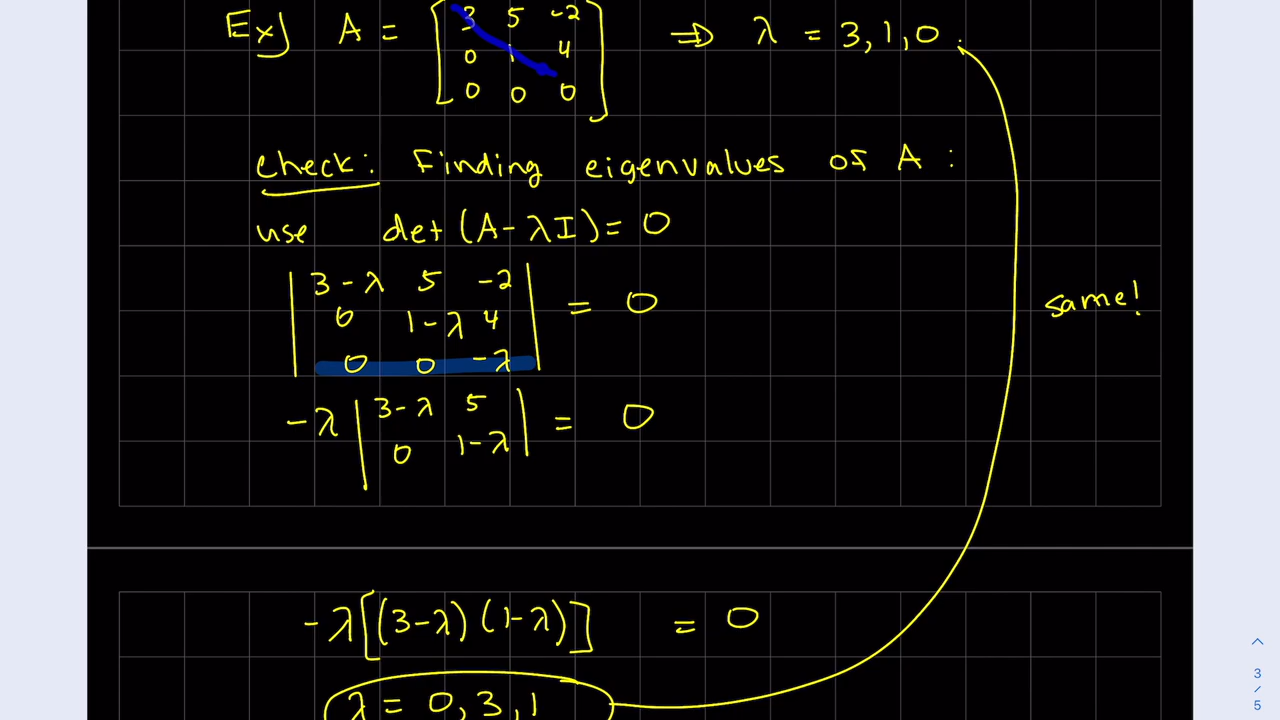 Ex) A = [ 3 5 -2 ⇒ λ = 3, 1, 0.
0 1 4
0 0 0 ]
Check: Finding eigenvalues of A :
use det (A - λI) = 0
| 3-λ 5 -2 |
| 0 1-λ 4 | = 0
same!
| 0 0 -λ |
-λ | 3-λ 5 | = 0
| 0 1-λ |
-λ[(3-λ)(1-λ)] = 0
λ = 0, 3, 1
3
/
5